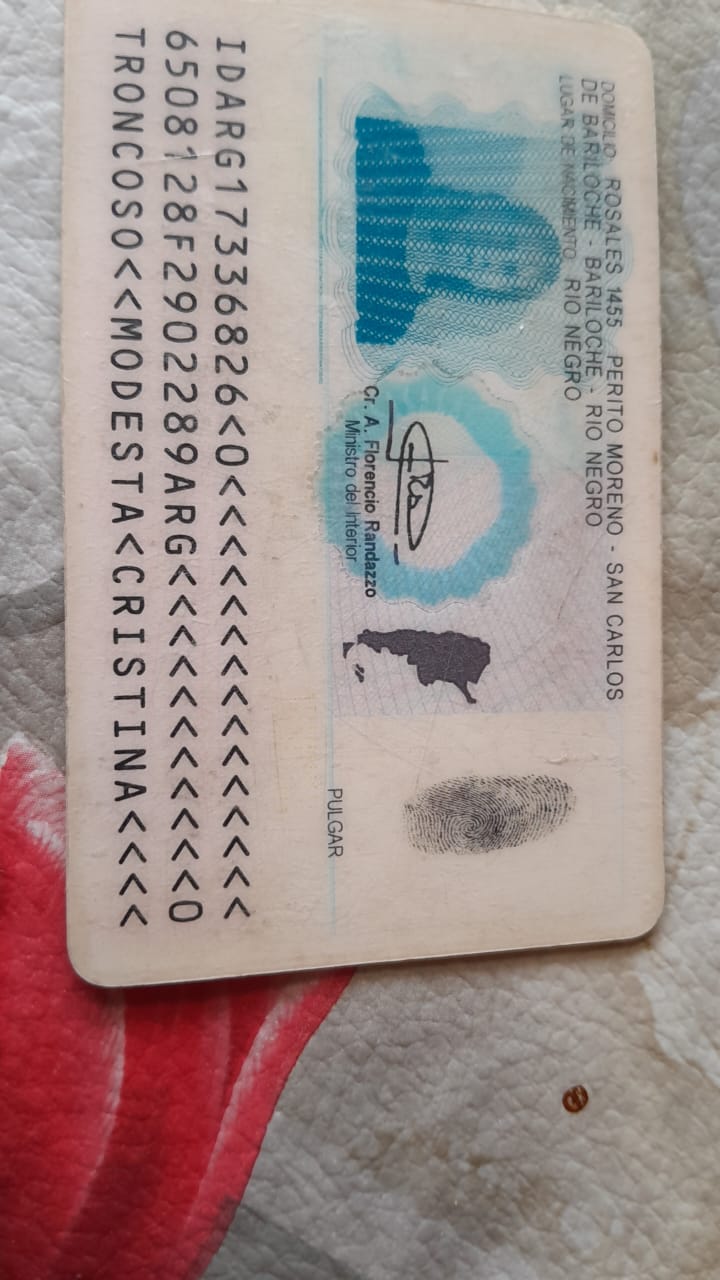 DOMICILIO: ROSALES 1455 PERITO MORENO - SAN CARLOS
DE BARILOCHE - BARILOCHE - RIO NEGRO
LUGAR DE NACIMIENTO: RIO NEGRO
Cr. A. Florencio Randazzo
Ministro del Interior
PULGAR
IDARG17336826<0<<<<<<<<<<<<<<<
6508128F2902289ARG<<<<<<<<<<<0
TRONCOSO<<MODESTA<CRISTINA<<<<